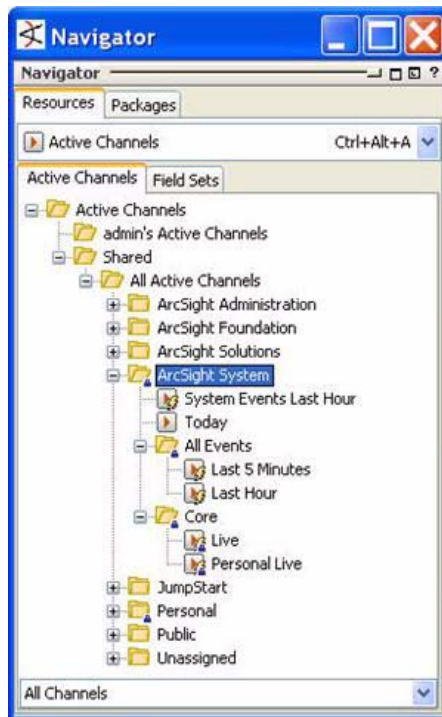 Navigator
Navigator ?
Resources Packages
Active Channels Ctrl+Alt+A
Active Channels Field Sets
Active Channels
admin's Active Channels
Shared
All Active Channels
ArcSight Administration
ArcSight Foundation
ArcSight Solutions
ArcSight System
System Events Last Hour
Today
All Events
Last 5 Minutes
Last Hour
Core
Live
Personal Live
JumpStart
Personal
Public
Unassigned
All Channels